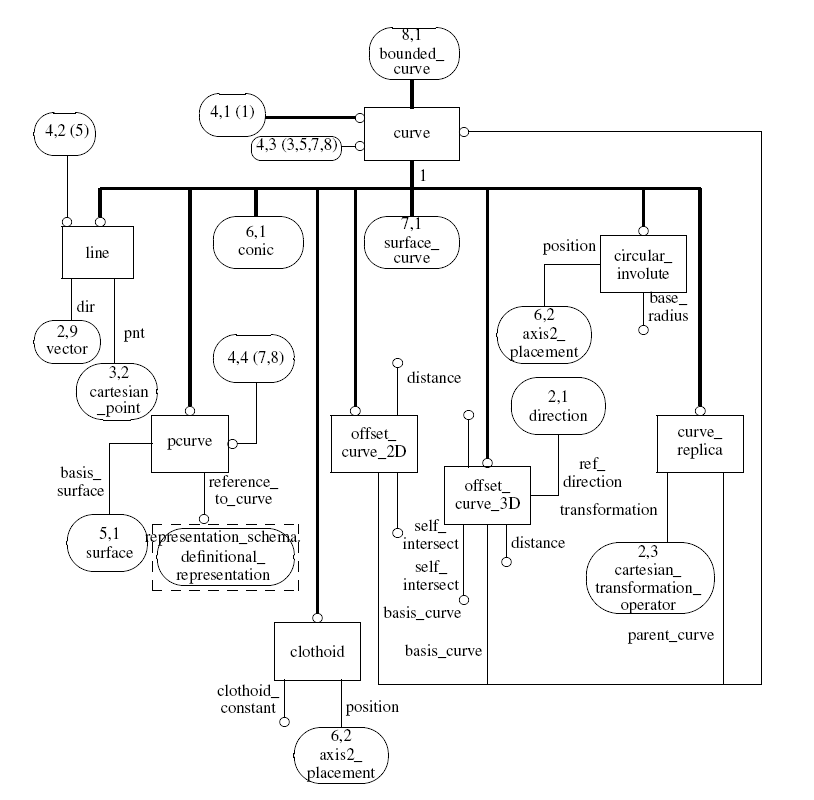 8,1
bounded_
curve
4,1 (1)
4,2 (5)
curve
4,3 (3,5,7,8)
1
6,1
conic
7,1
surface_
curve
line
position
circular_
involute
dir
base_
radius
2,9
vector
pnt
6,2
axis2_
placement
4,4 (7,8)
3,2
cartesian
_point
distance
2,1
direction
pcurve
offset_
curve_2D
curve_
replica
basis_
surface
reference_
to_curve
offset_
curve_3D
ref_
direction
transformation
5,1
surface
representation_schema.
definitional_
representation
self_
intersect
distance
self_
intersect
2,3
cartesian_
transformation_
operator
basis_curve
parent_curve
clothoid
basis_curve
clothoid_
constant
position
6,2
axis2_
placement